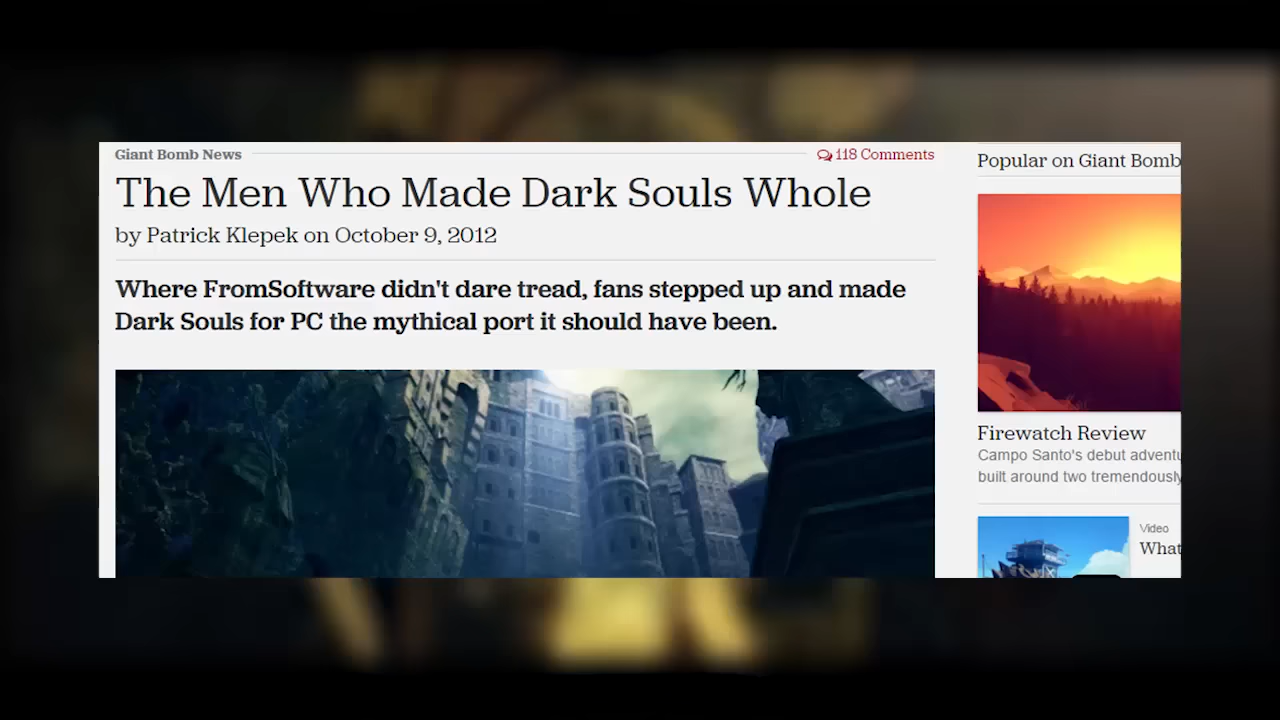 Giant Bomb News
118 Comments
The Men Who Made Dark Souls Whole
by Patrick Klepek on October 9, 2012
Where FromSoftware didn't dare tread, fans stepped up and made
Dark Souls for PC the mythical port it should have been.
Popular on Giant Bomb
Firewatch Review
Campo Santo's debut adventu
built around two tremendously
Video
What